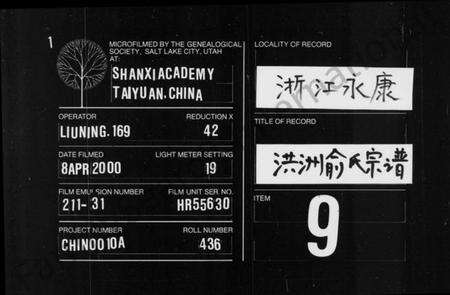 1
MICROFILMED BY THE GENEALOGICAL
SOCIETY, SALT LAKE CITY, UTAH
AT:
SHANXI ACADEMY
TAIYUAN, CHINA
OPERATOR REDUCTION X
LIUNING. 169 42
DATE FILMED LIGHT METER SETTING
8APR 2000 19
FILM EMULSION NUMBER FILM UNIT SER. NO.
211-31 HR55630
PROJECT NUMBER ROLL NUMBER
CHINO010A 436
LOCALITY OF RECORD
浙江永康
TITLE OF RECORD
洪洲俞氏宗谱
ITEM
9